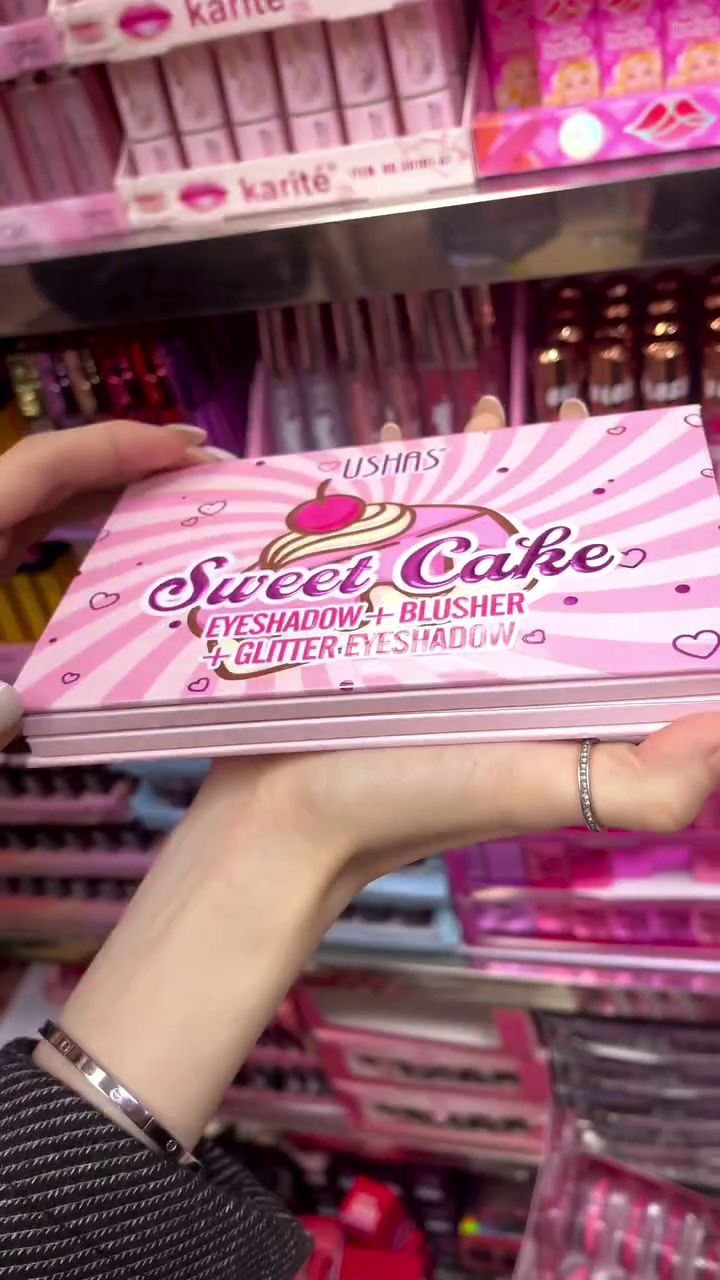 karité
karité
USHAS
Sweet Cake
EYESHADOW + BLUSHER
+ GLITTER EYESHADOW